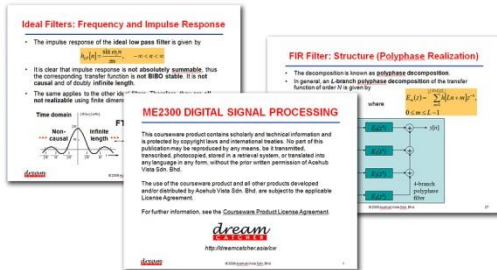 Ideal Filters: Frequency and Impulse Response
• The impulse response of the ideal low pass filter is given by
h_LP[n] = sin ω_c n / πn, -∞ < n < ∞
• It is clear that impulse response is not absolutely summable, thus
the corresponding transfer function is not BIBO stable. It is not
causal and of doubly infinite length.
• The same applies to the other
not realizable using finite dimen
Time domain
Non-
causal
Infinite
length
dream
FIR Filter: Structure (Polyphase Realization)
• The decomposition is known as polyphase decomposition.
• In general, an L-branch polyphase decomposition of the transfer
function of order N is given by
where
0 ≤ m ≤ L-1
y[n]
4-branch
polyphase
filter
ME2300 DIGITAL SIGNAL PROCESSING
This courseware product contains scholarly and technical information and
is protected by copyright laws and international treaties. No part of this
publication may be reproduced by any means, be it transmitted,
transmitted, photocopied, stored in a retrieval system, or translated into
any language in any form, without the prior written permission of Acehub
Vista Sdn. Bhd.
The use of the courseware product and all other products developed
and/or distributed by Acehub Vista Sdn. Bhd. are subject to the applicable
License Agreement.
For further information, see the Courseware Product License Agreement.
dream
CATCHER
http://dreamcatcher.asia/cw
dream
1